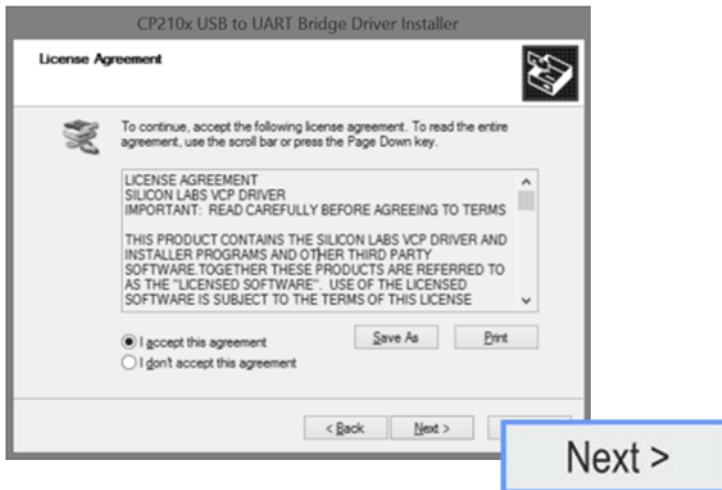 CP210x USB to UART Bridge Driver Installer
License Agreement
To continue, accept the following license agreement. To read the entire
agreement, use the scroll bar or press the Page Down key.
LICENSE AGREEMENT
SILICON LABS VCP DRIVER
IMPORTANT: READ CAREFULLY BEFORE AGREEING TO TERMS
THIS PRODUCT CONTAINS THE SILICON LABS VCP DRIVER AND
INSTALLER PROGRAMS AND OTHER THIRD PARTY
SOFTWARE.TOGETHER THESE PRODUCTS ARE REFERRED TO
AS THE "LICENSED SOFTWARE". USE OF THE LICENSED
SOFTWARE IS SUBJECT TO THE TERMS OF THIS LICENSE
I accept this agreement
Save As
Print
I don't accept this agreement
< Back
Next >
Next >